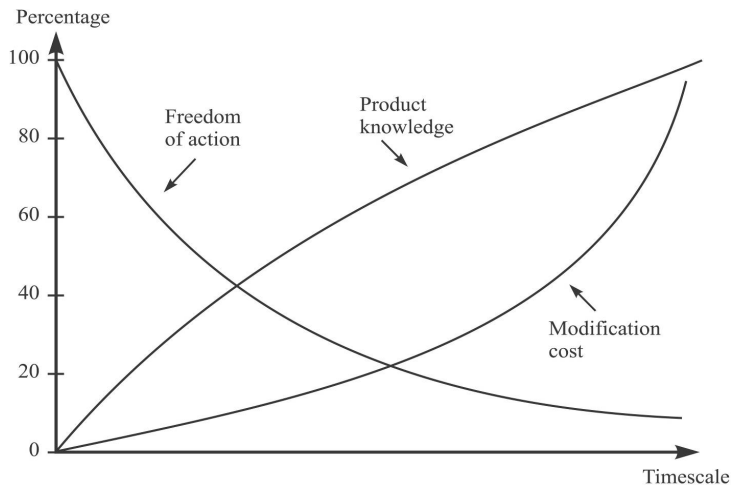 Percentage
100
80
60
40
20
0
Freedom
of action
Product
knowledge
Modification
cost
Timescale